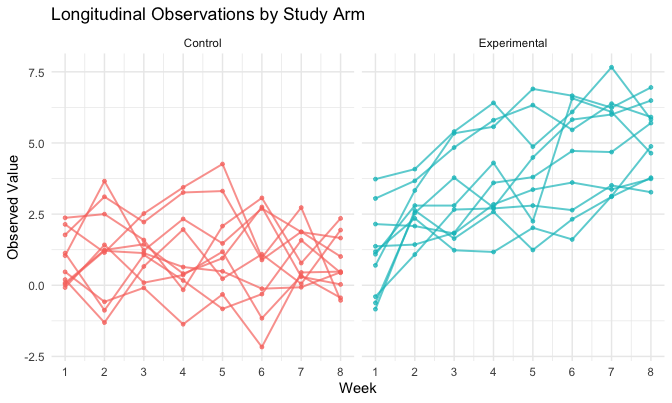 Longitudinal Observations by Study Arm
Control Experimental
Observed Value
7.5
5.0
2.5
0.0
-2.5
1 2 3 4 5 6 7 8 1 2 3 4 5 6 7 8
Week